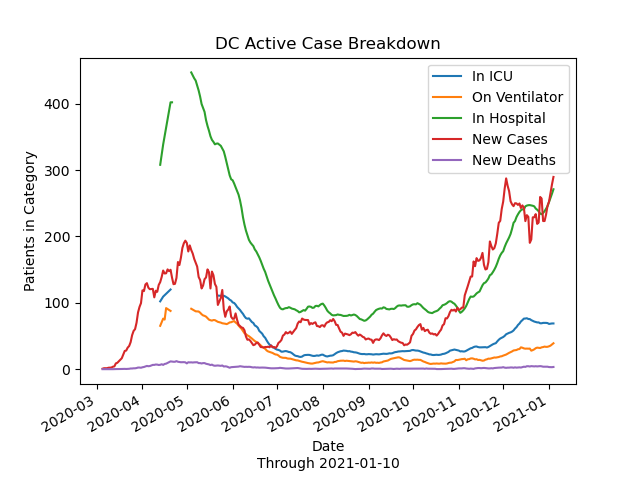 DC Active Case Breakdown
In ICU
On Ventilator
In Hospital
New Cases
New Deaths
Patients in Category
400
300
200
100
0
2020-03
2020-04
2020-05
2020-06
2020-07
2020-08
2020-09
2020-10
2020-11
2020-12
2021-01
Date
Through 2021-01-10